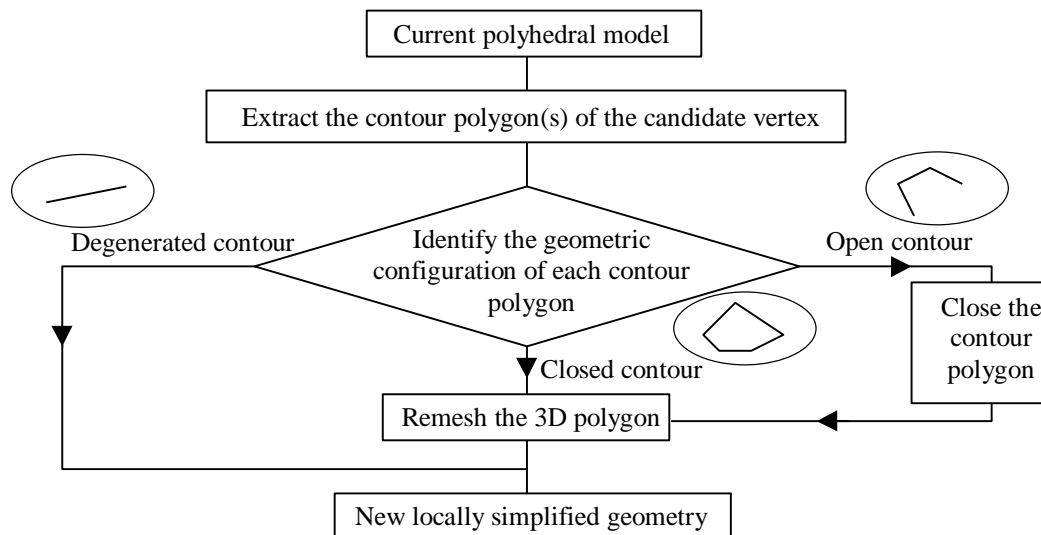 Current polyhedral model
Extract the contour polygon(s) of the candidate vertex
Degenerated contour
Identify the geometric
configuration of each contour
polygon
Open contour
Close the
contour
polygon
Closed contour
Remesh the 3D polygon
New locally simplified geometry